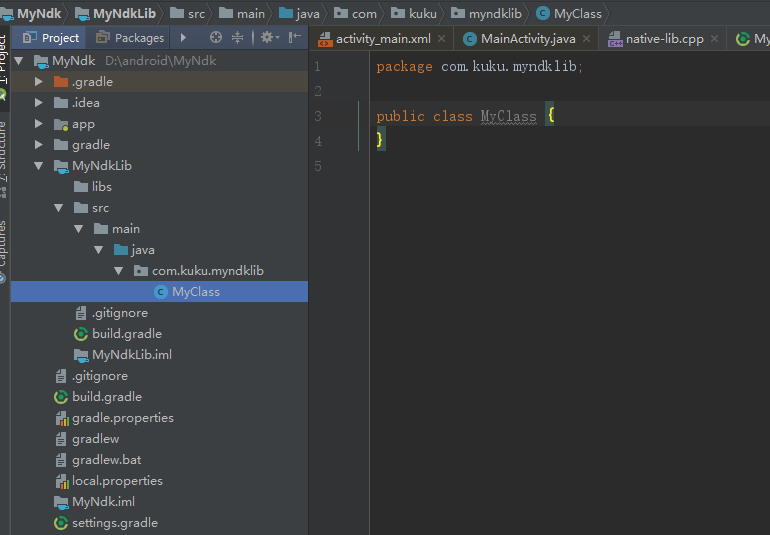 MyNdk MyNdkLib src main java com kuku myndklib MyClass
Project Packages
activity_main.xml MainActivity.java native-lib.cpp My
1: Project
7: Structure
Captures
MyNdk D:\android\MyNdk
.gradle
.idea
app
gradle
MyNdkLib
libs
src
main
java
com.kuku.myndklib
MyClass
.gitignore
build.gradle
MyNdkLib.iml
.gitignore
build.gradle
gradle.properties
gradlew
gradlew.bat
local.properties
MyNdk.iml
settings.gradle
1 package com.kuku.myndklib;
2
3 public class MyClass {
4 }
5